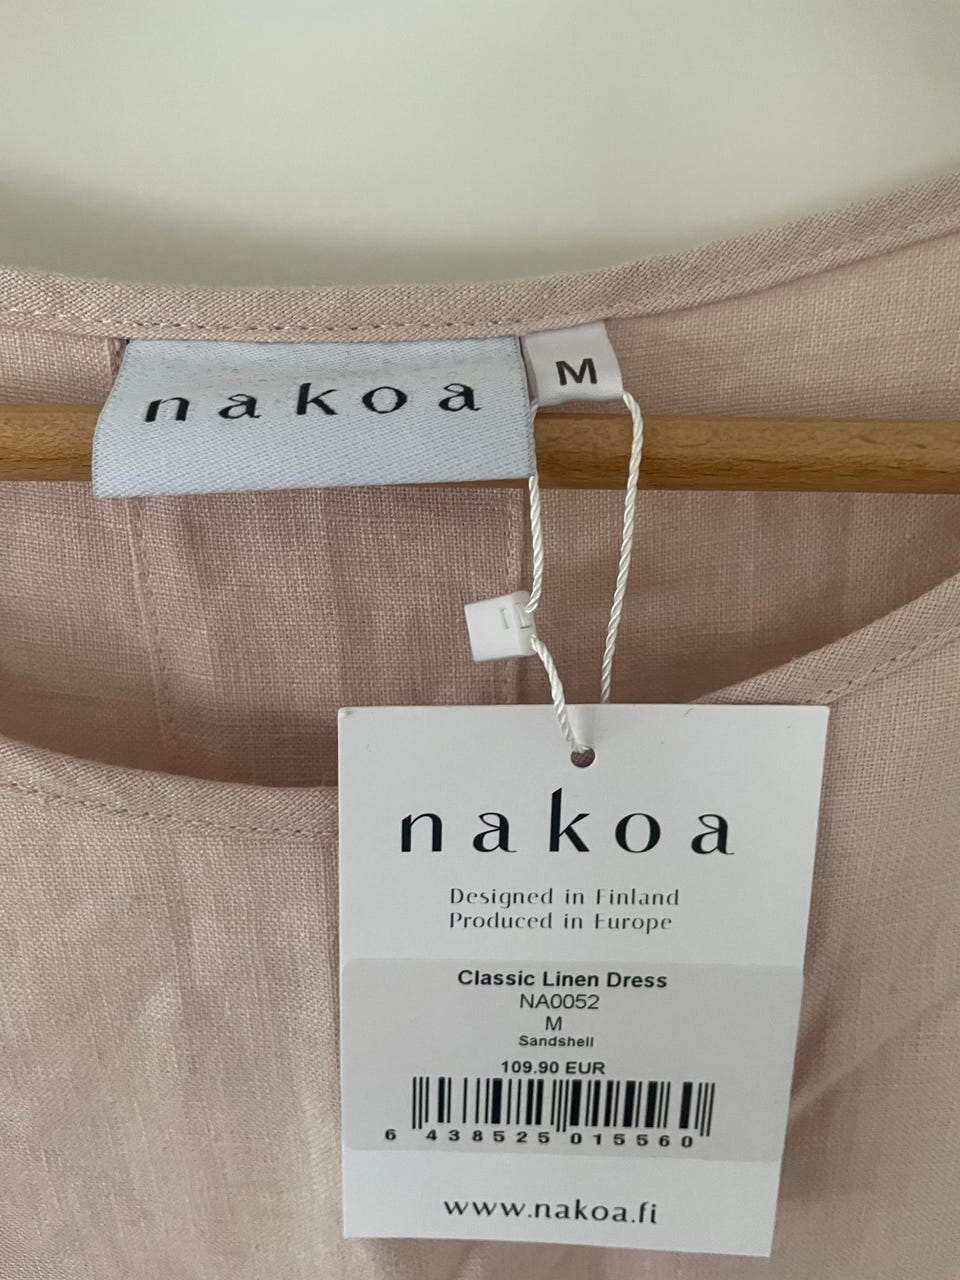 nakoa
M
nakoa
Designed in Finland
Produced in Europe
Classic Linen Dress
NA0052
M
Sandshell
109.90 EUR
6 438525 015560
www.nakoa.fi